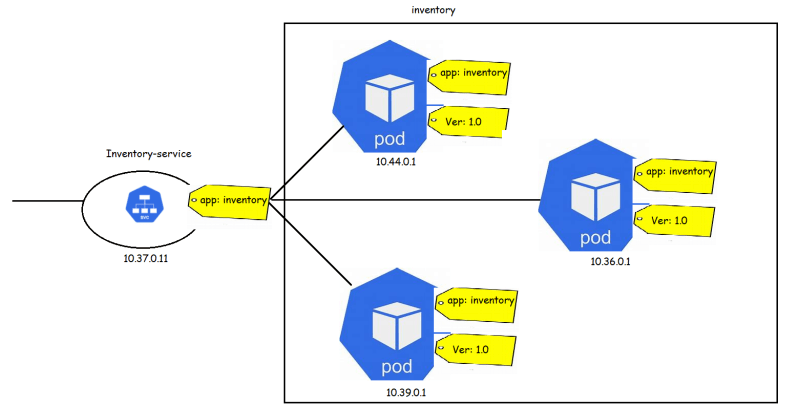 inventory
app: inventory
Ver: 1.0
pod
10.44.0.1
Inventory-service
app: inventory
SVC
10.37.0.11
app: inventory
Ver: 1.0
pod
10.36.0.1
app: inventory
Ver: 1.0
pod
10.39.0.1